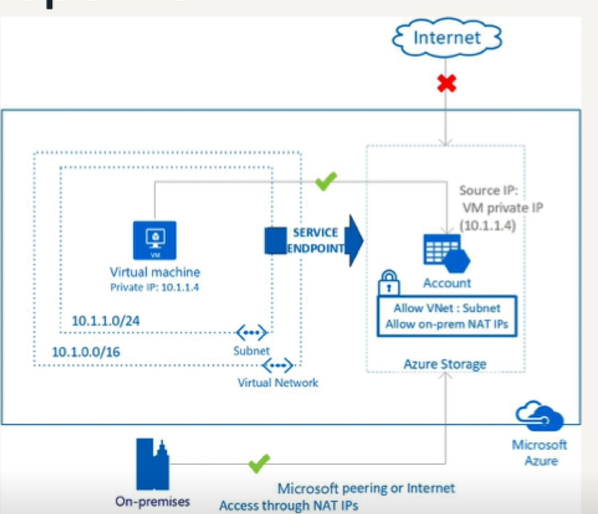 Internet
Source IP:
VM private IP
(10.1.1.4)
SERVICE
ENDPOINT
VM
Virtual machine
Private IP: 10.1.1.4
Account
Allow VNet : Subnet
Allow on-prem NAT IPs
10.1.1.0/24
Subnet
10.1.0.0/16
Azure Storage
Virtual Network
Microsoft
Azure
On-premises
Microsoft peering or Internet
Access through NAT IPs